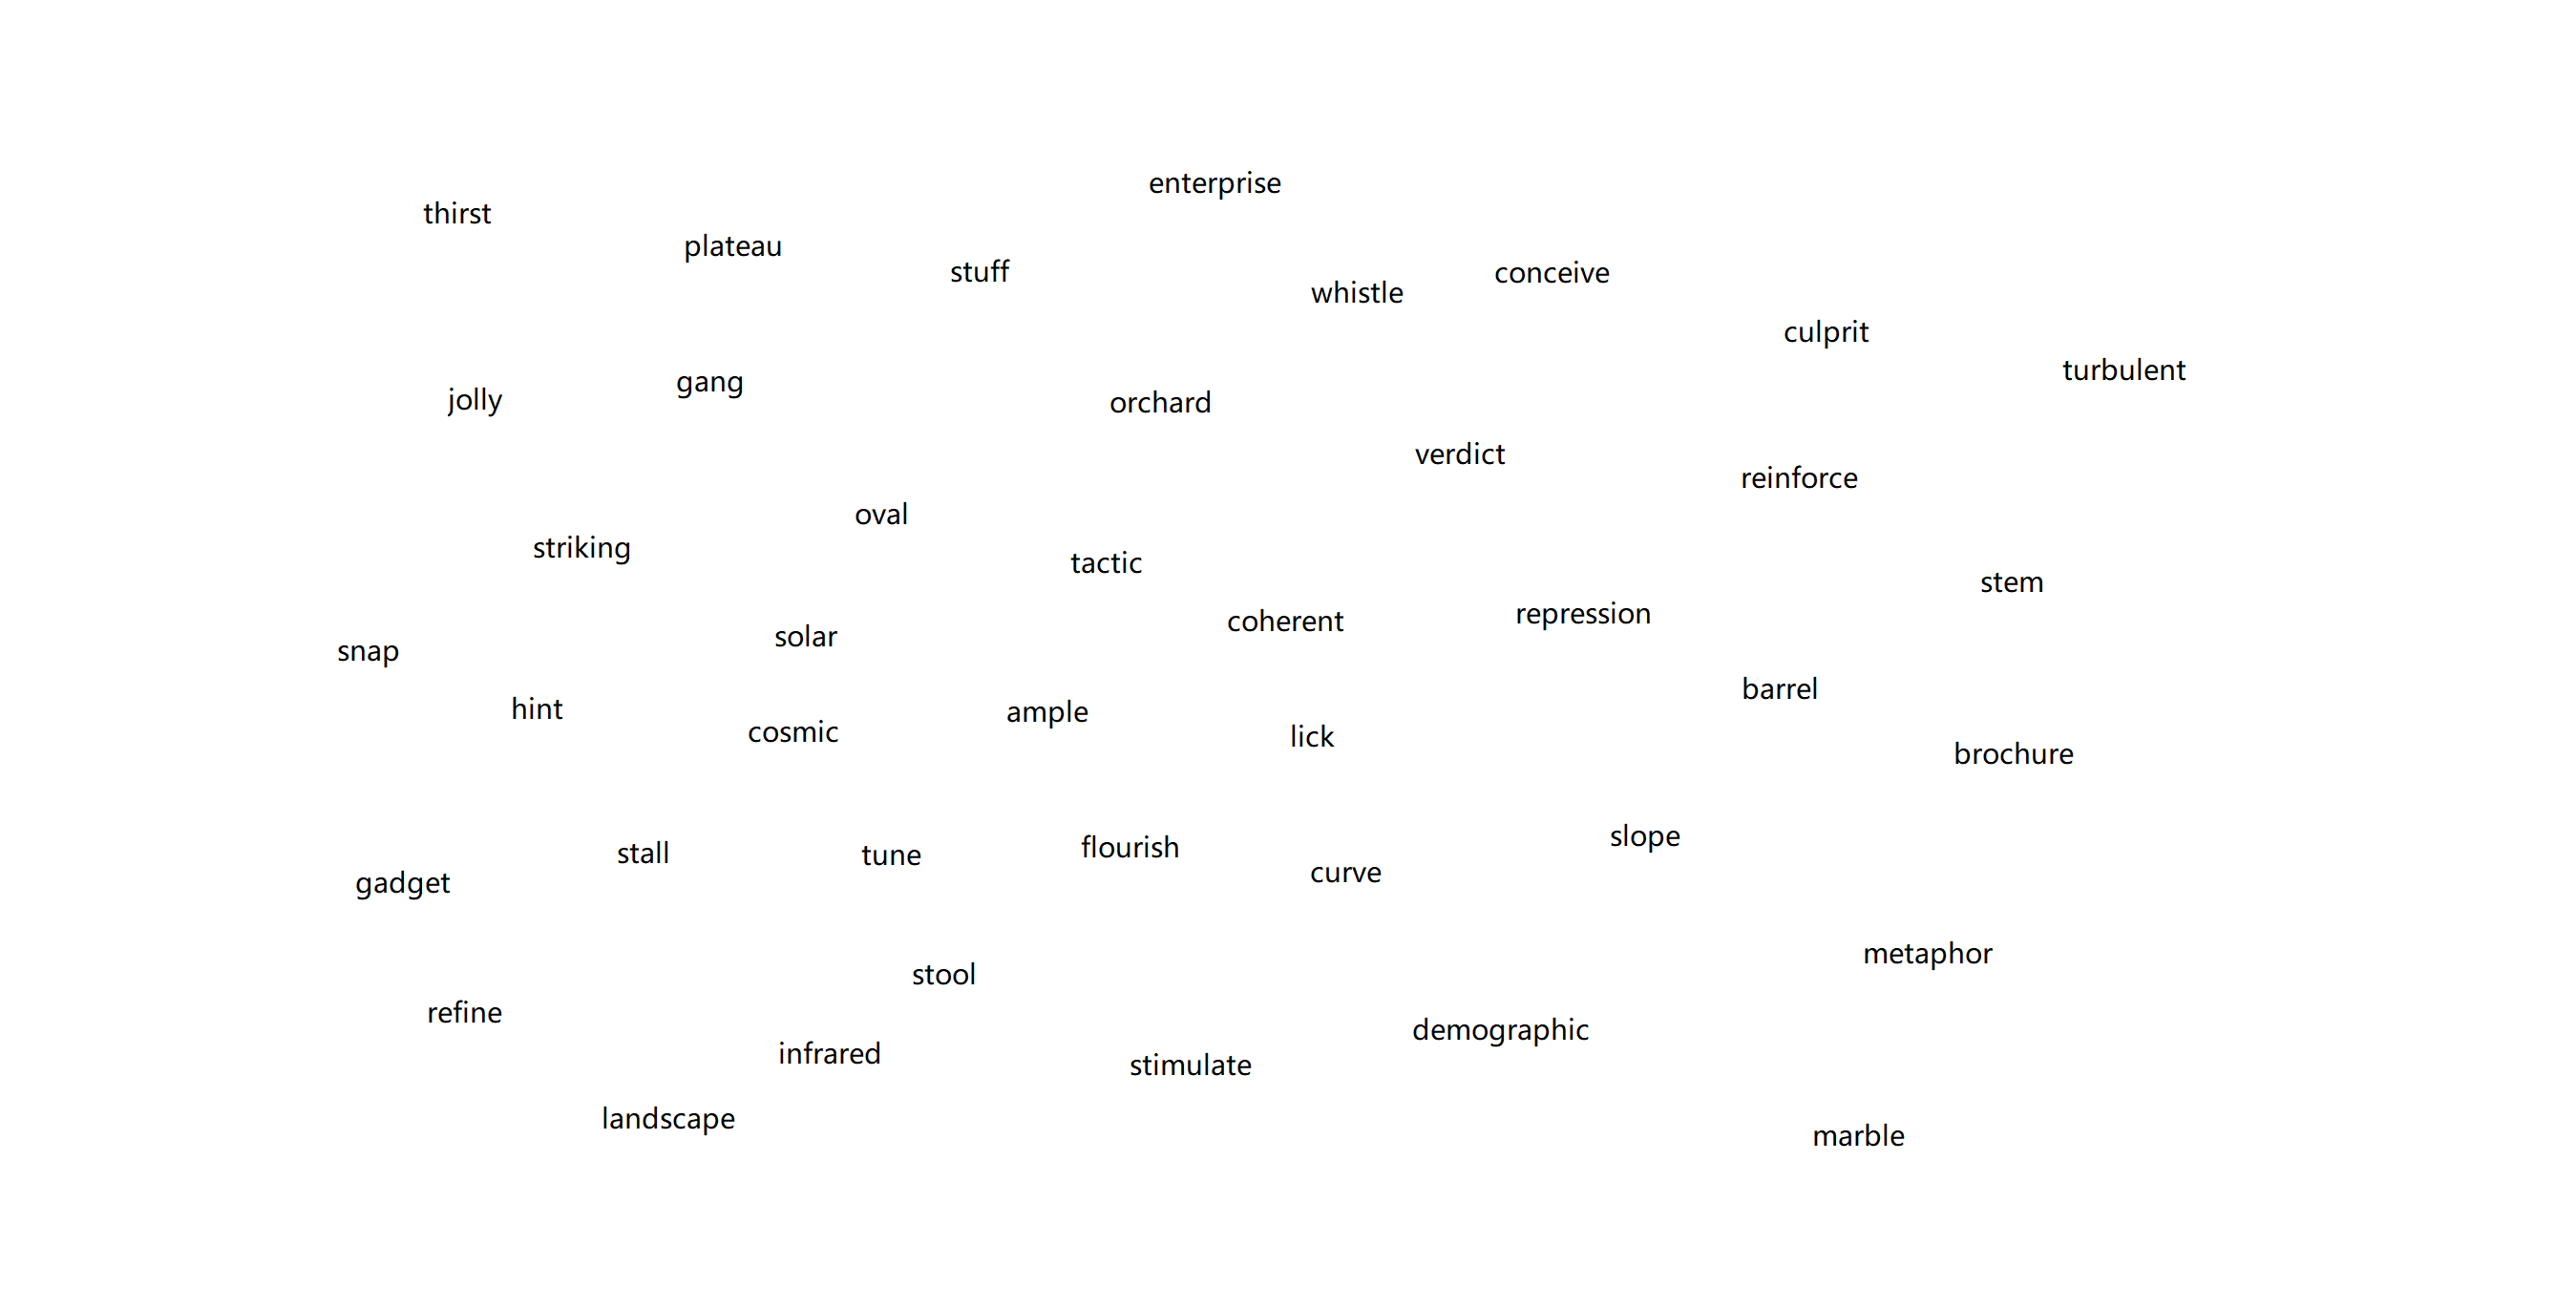 enterprise
thirst
plateau
stuff
conceive
whistle
culprit
turbulent
gang
jolly
orchard
verdict
reinforce
oval
striking
tactic
stem
repression
coherent
solar
snap
barrel
hint
ample
cosmic
lick
brochure
slope
flourish
stall
tune
curve
gadget
metaphor
stool
refine
demographic
infrared
stimulate
landscape
marble